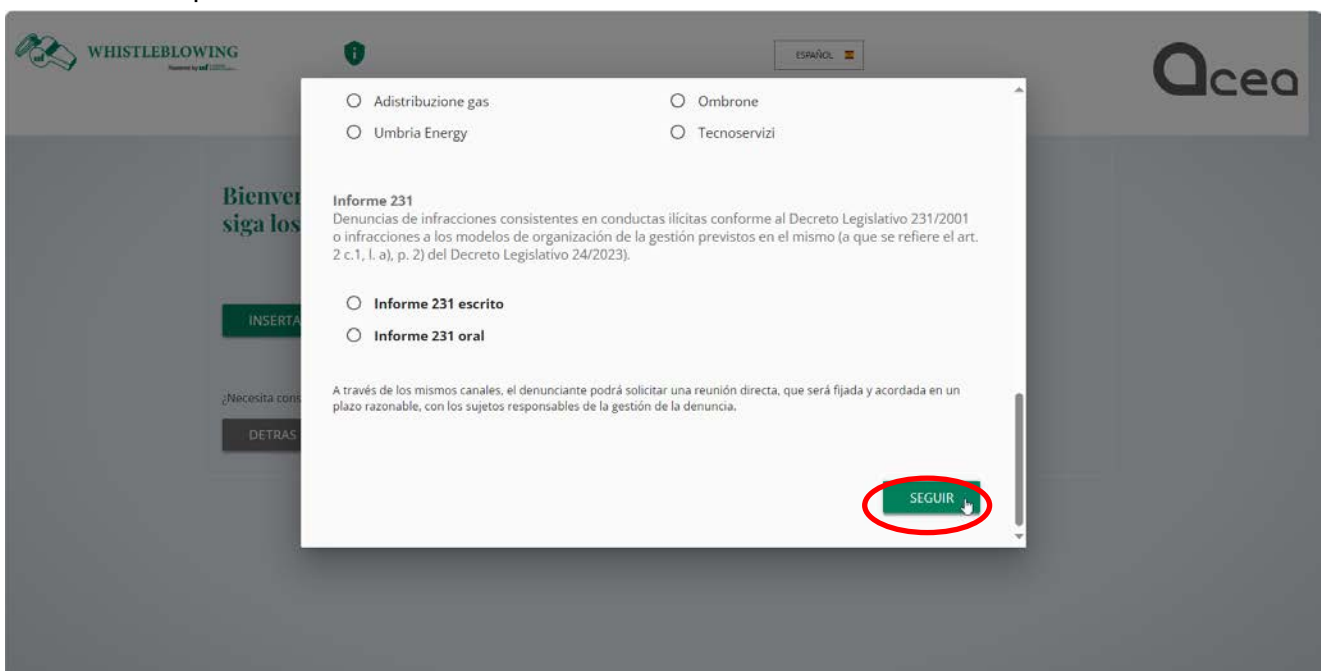 WHISTLEBLOWING
ESPAÑOL
acea
Adistribuzione gas
Ombrone
Umbria Energy
Tecnoservizi
Bienver
siga los
Informe 231
Denuncias de infracciones consistentes en conductas ilícitas conforme al Decreto Legislativo 231/2001
o infracciones a los modelos de organización de la gestión previstos en el mismo (a que se refiere el art.
2 c.1, l. a), p. 2) del Decreto Legislativo 24/2023).
Informe 231 escrito
INSERTA
Informe 231 oral
A través de los mismos canales, el denunciante podrá solicitar una reunión directa, que será fijada y acordada en un
¿Necesita cons
plazo razonable, con los sujetos responsables de la gestión de la denuncia.
DETRAS
SEGUIR